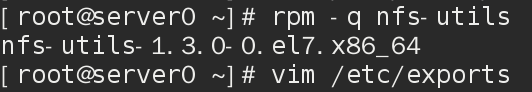 [root@server0 ~]# rpm -q nfs-utils
nfs-utils-1.3.0-0.el7.x86_64
[root@server0 ~]# vim /etc/exports